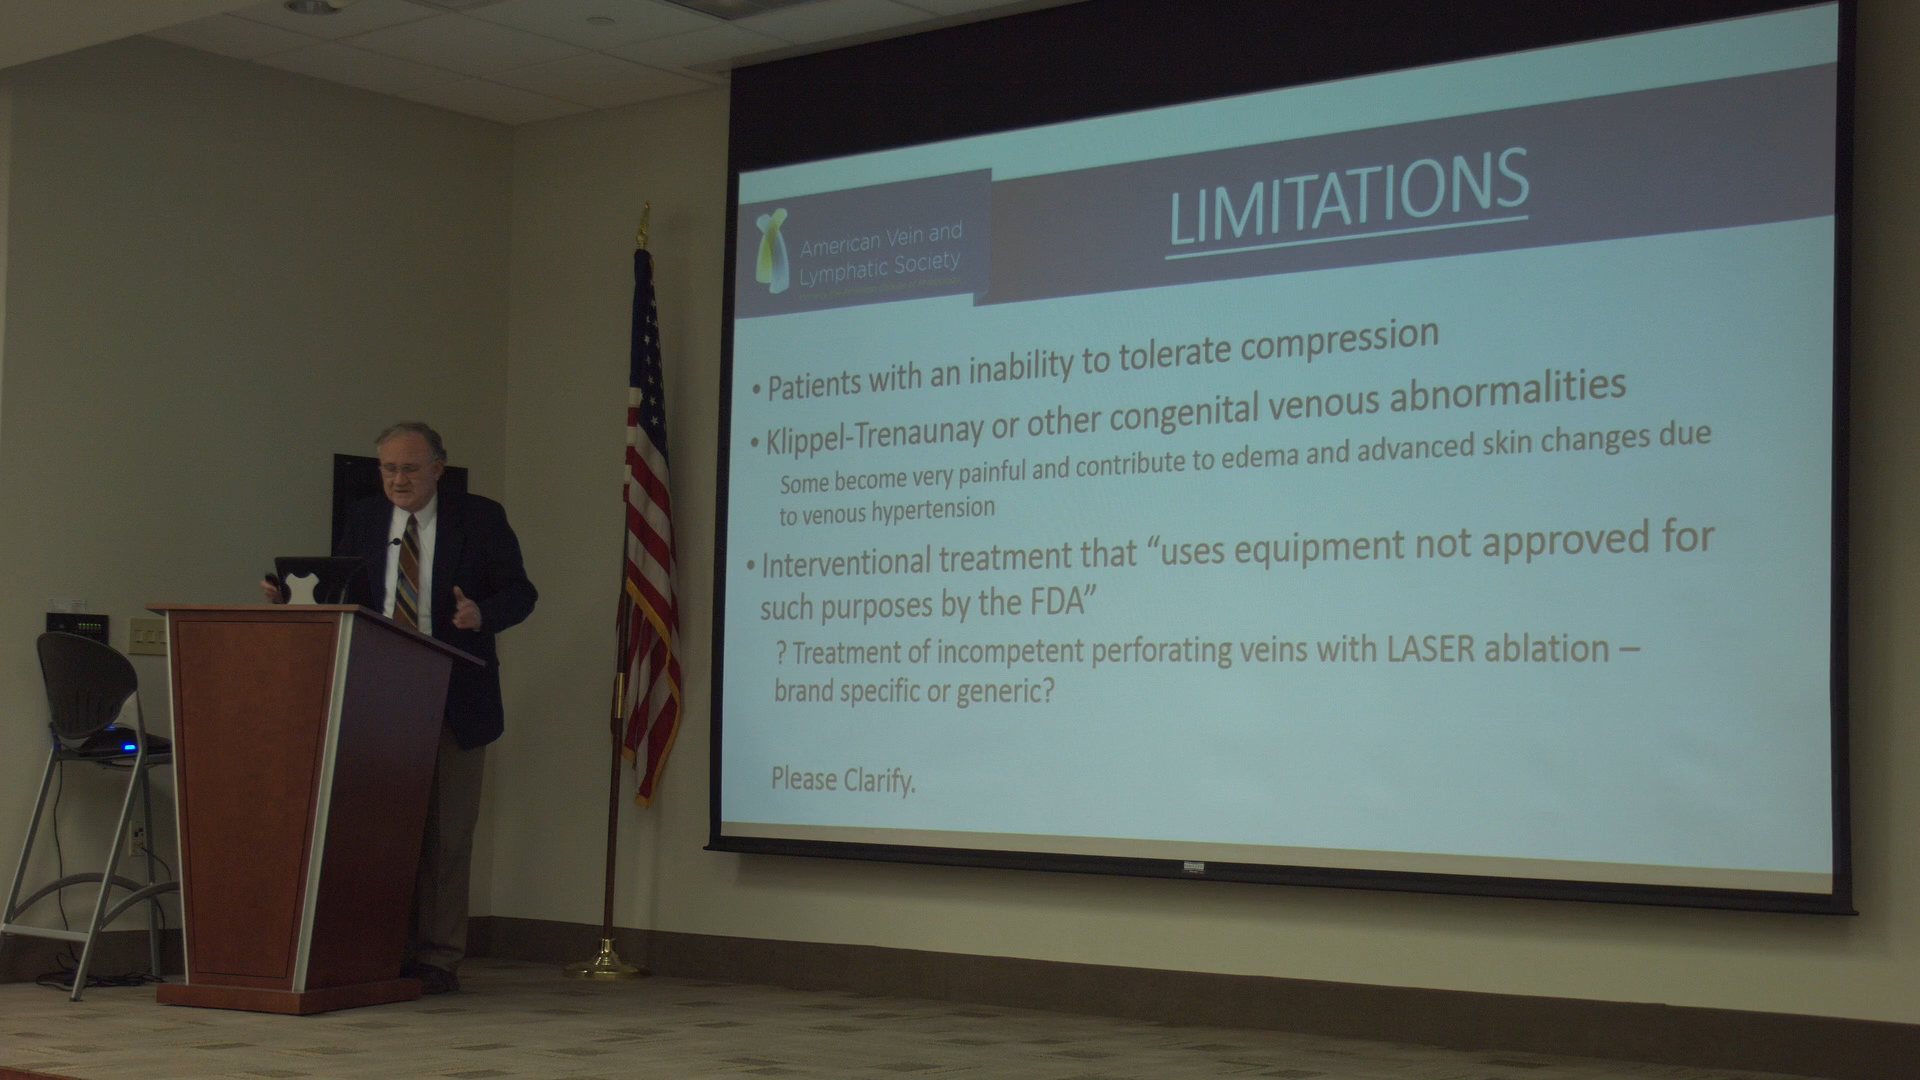 LIMITATIONS
American Vein and
Lymphatic Society
• Patients with an inability to tolerate compression
• Klippel-Trenaunay or other congenital venous abnormalities
Some become very painful and contribute to edema and advanced skin changes due
to venous hypertension
• Interventional treatment that “uses equipment not approved for
such purposes by the FDA”
? Treatment of incompetent perforating veins with LASER ablation –
brand specific or generic?
Please Clarify.